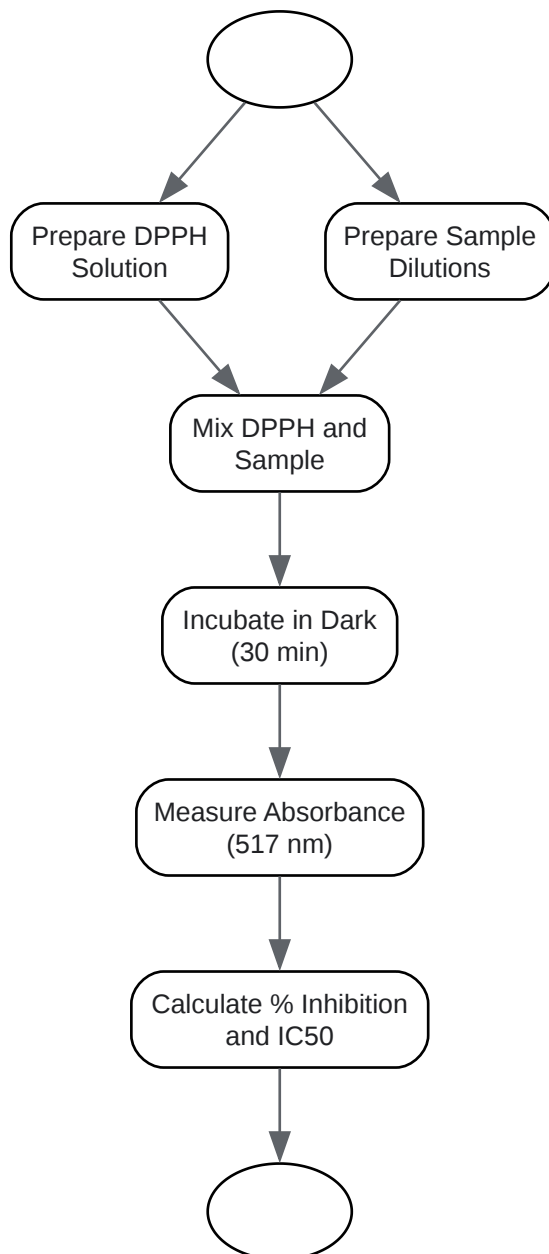 Prepare DPPH
Solution
Prepare Sample
Dilutions
Mix DPPH and
Sample
Incubate in Dark
(30 min)
Measure Absorbance
(517 nm)
Calculate % Inhibition
and IC50